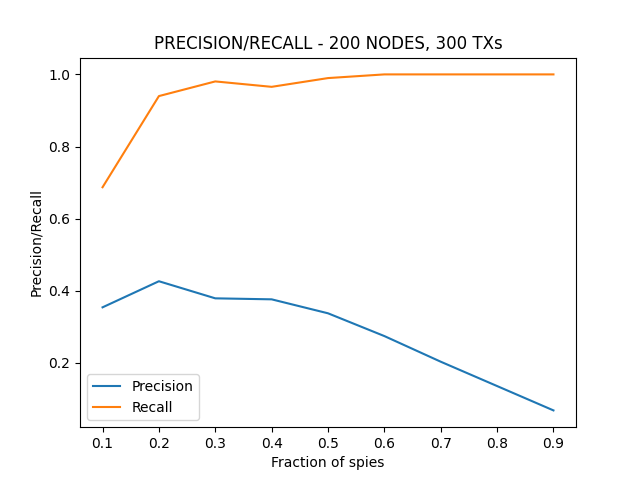 PRECISION/RECALL - 200 NODES, 300 TXs
1.0
0.8
0.6
0.4
0.2
Precision/Recall
Precision
Recall
0.1 0.2 0.3 0.4 0.5 0.6 0.7 0.8 0.9
Fraction of spies